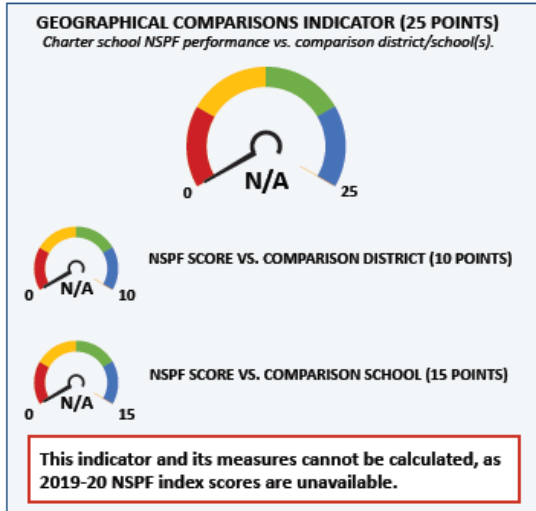 GEOGRAPHICAL COMPARISONS INDICATOR (25 POINTS)
Charter school NSPF performance vs. comparison district/school(s).
N/A
0
25
NSPF SCORE VS. COMPARISON DISTRICT (10 POINTS)
N/A
0
10
NSPF SCORE VS. COMPARISON SCHOOL (15 POINTS)
N/A
0
15
This indicator and its measures cannot be calculated, as
2019-20 NSPF index scores are unavailable.